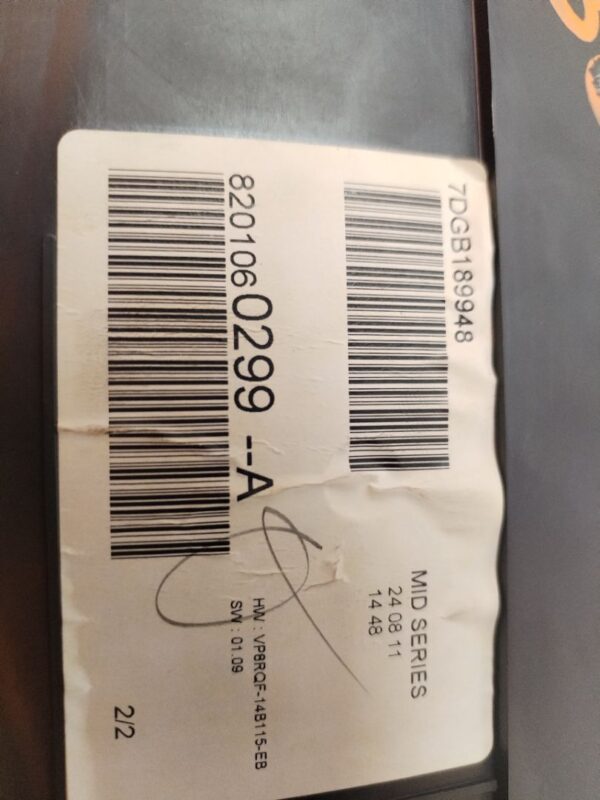 7DGB189948
MID SERIES
24 08 11
14 48
8201060299 --A
HW : VP8RQF-14B115-EB
SW : 01.09
2/2